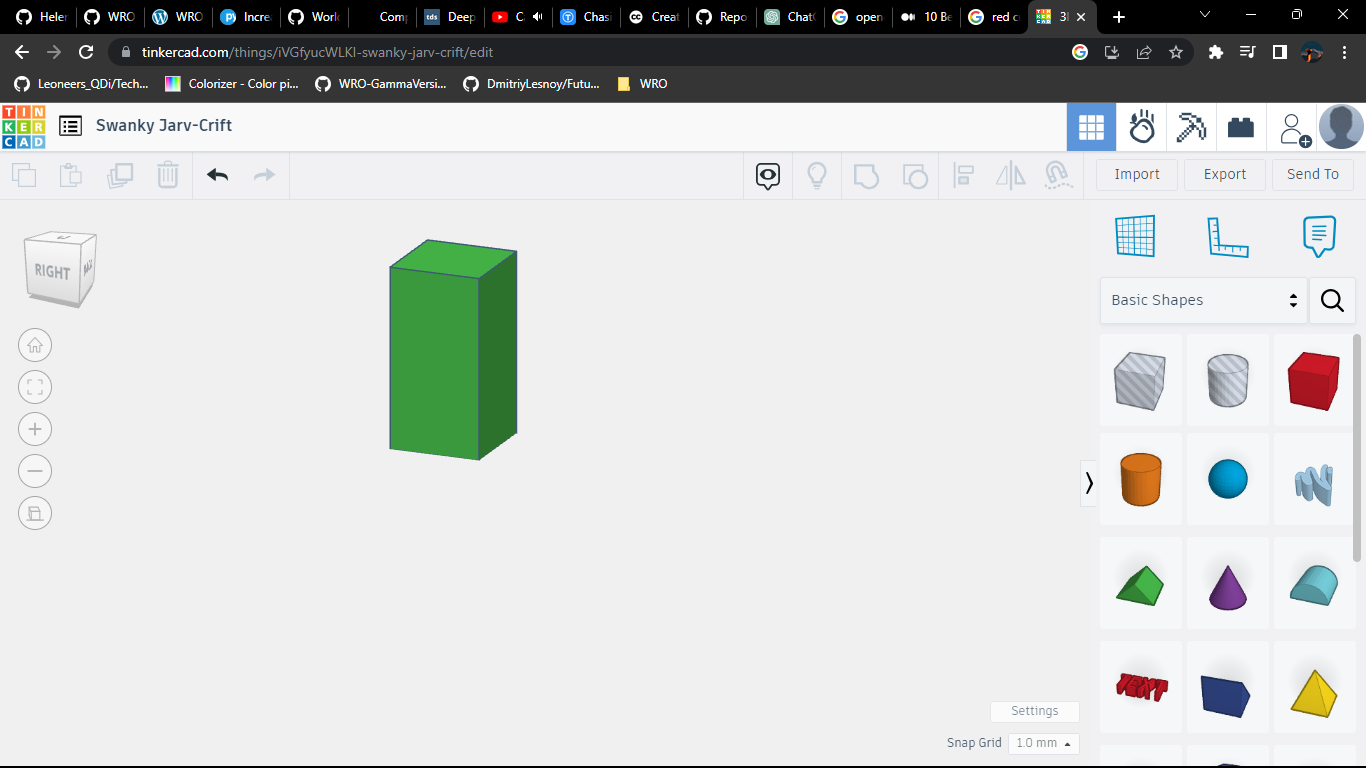 Heler WRO WRO Increa Work Comp Deep Ca Chasi Creat Repo Chat open 10 Be red c 3I
tinkercad.com/things/iVGfyucWLKI-swanky-jarv-crift/edit
Leoneers_QDi/Tech... Colorizer - Color pi... WRO-GammaVersi... DmitriyLesnoy/Futu... WRO
TIN
KER
CAD
Swanky Jarv-Crift
Import Export Send To
RIGHT
Basic Shapes
TEXT
Settings
Snap Grid 1.0 mm